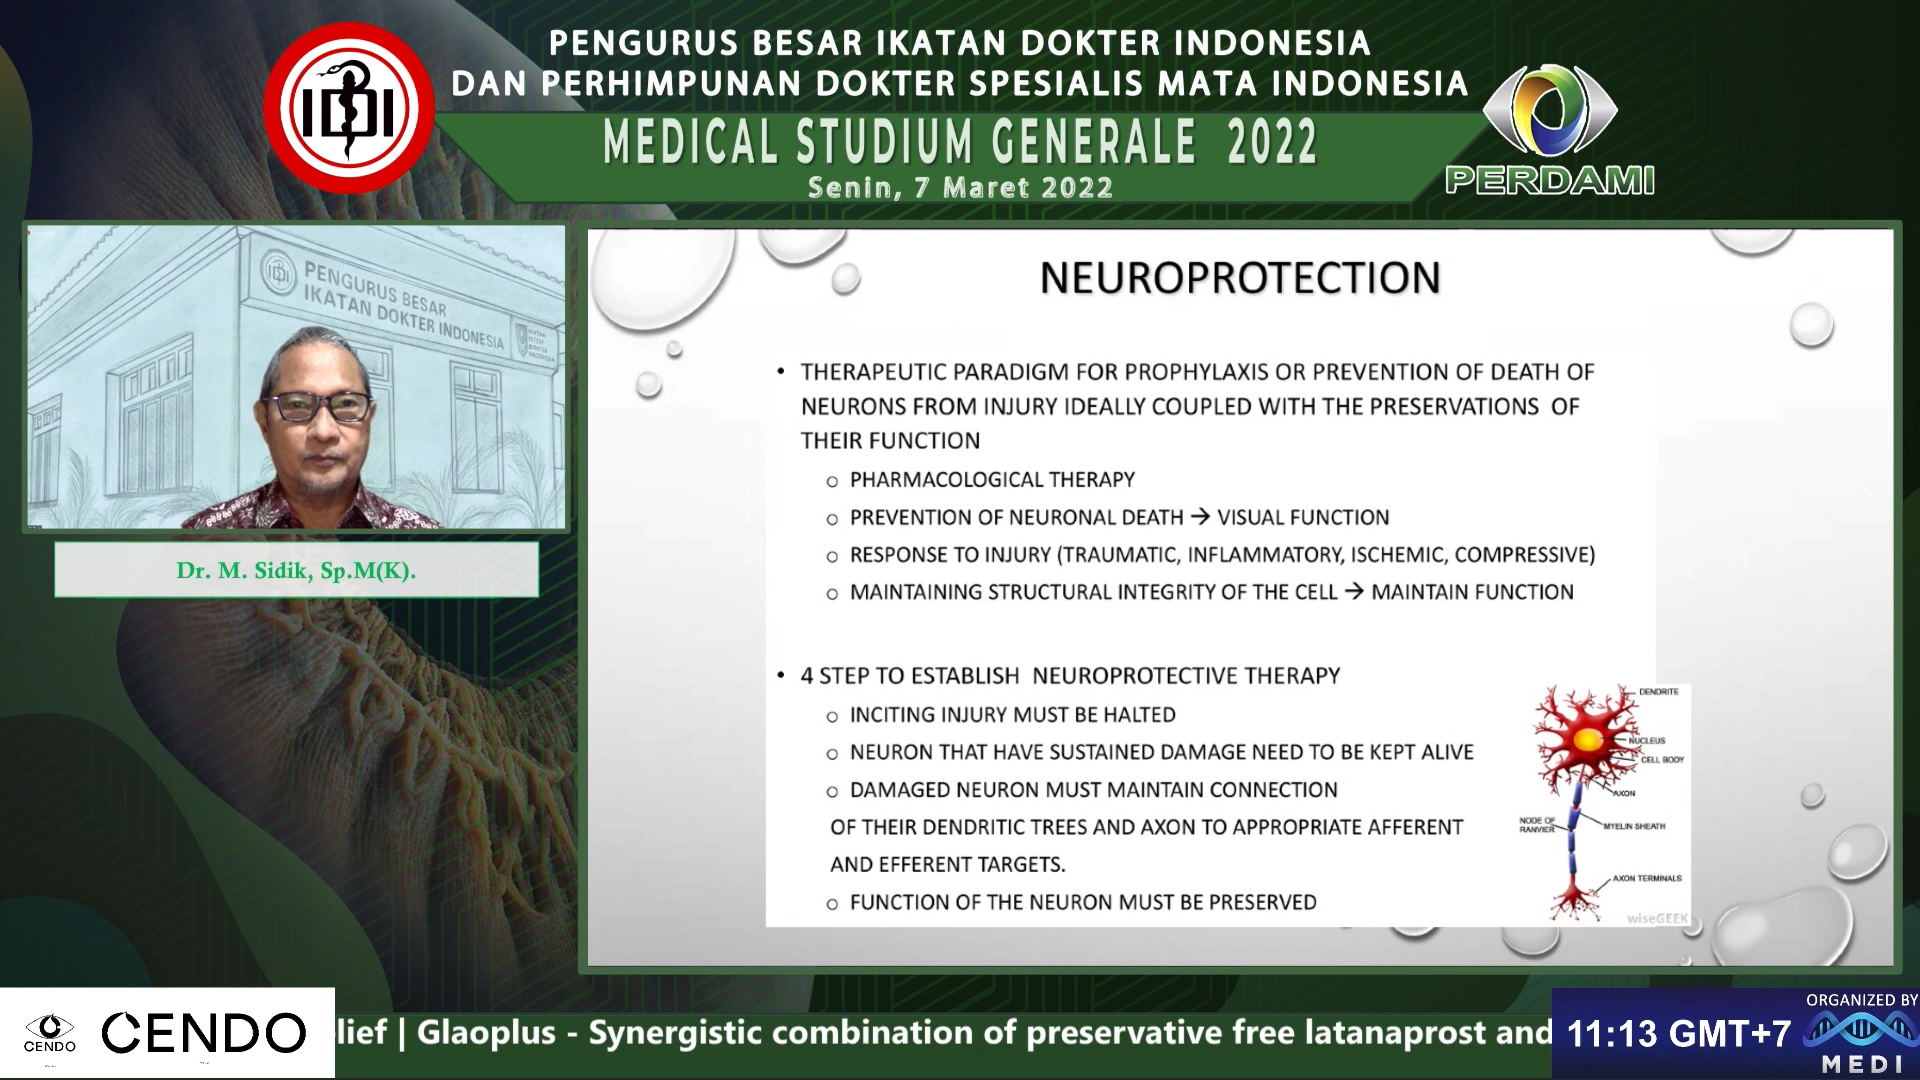 PENGURUS BESAR IKATAN DOKTER INDONESIA
DAN PERHIMPUNAN DOKTER SPESIALIS MATA INDONESIA
IDI
MEDICAL STUDIUM GENERALE 2022
Senin, 7 Maret 2022
PERDAMI
IDI
PENGURUS BESAR
IKATAN DOKTER INDONESIA
Dr. M. Sidik, Sp.M(K).
NEUROPROTECTION
• THERAPEUTIC PARADIGM FOR PROPHYLAXIS OR PREVENTION OF DEATH OF
NEURONS FROM INJURY IDEALLY COUPLED WITH THE PRESERVATIONS OF
THEIR FUNCTION
o PHARMACOLOGICAL THERAPY
o PREVENTION OF NEURONAL DEATH → VISUAL FUNCTION
o RESPONSE TO INJURY (TRAUMATIC, INFLAMMATORY, ISCHEMIC, COMPRESSIVE)
o MAINTAINING STRUCTURAL INTEGRITY OF THE CELL → MAINTAIN FUNCTION
• 4 STEP TO ESTABLISH NEUROPROTECTIVE THERAPY
o INCITING INJURY MUST BE HALTED
o NEURON THAT HAVE SUSTAINED DAMAGE NEED TO BE KEPT ALIVE
o DAMAGED NEURON MUST MAINTAIN CONNECTION
OF THEIR DENDRITIC TREES AND AXON TO APPROPRIATE AFFERENT
AND EFFERENT TARGETS.
o FUNCTION OF THE NEURON MUST BE PRESERVED
DENDRITE
NUCLEUS
CELL BODY
AXON
NODE OF
RANVIER
MYELIN SHEATH
AXON TERMINALS
wiseGEEK
CENDO
CENDO
lief | Glaoplus - Synergistic combination of preservative free latanaprost and
11:13 GMT+7
ORGANIZED BY
MEDI